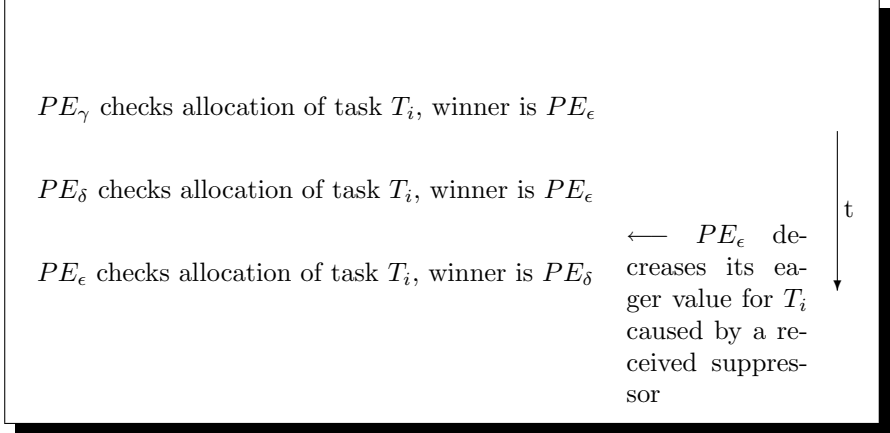 PE_γ checks allocation of task T_i, winner is PE_ϵ
PE_δ checks allocation of task T_i, winner is PE_ϵ
PE_ϵ checks allocation of task T_i, winner is PE_δ
⟵ PE_ϵ de-
creases its ea-
ger value for T_i
caused by a re-
ceived suppres-
sor
t